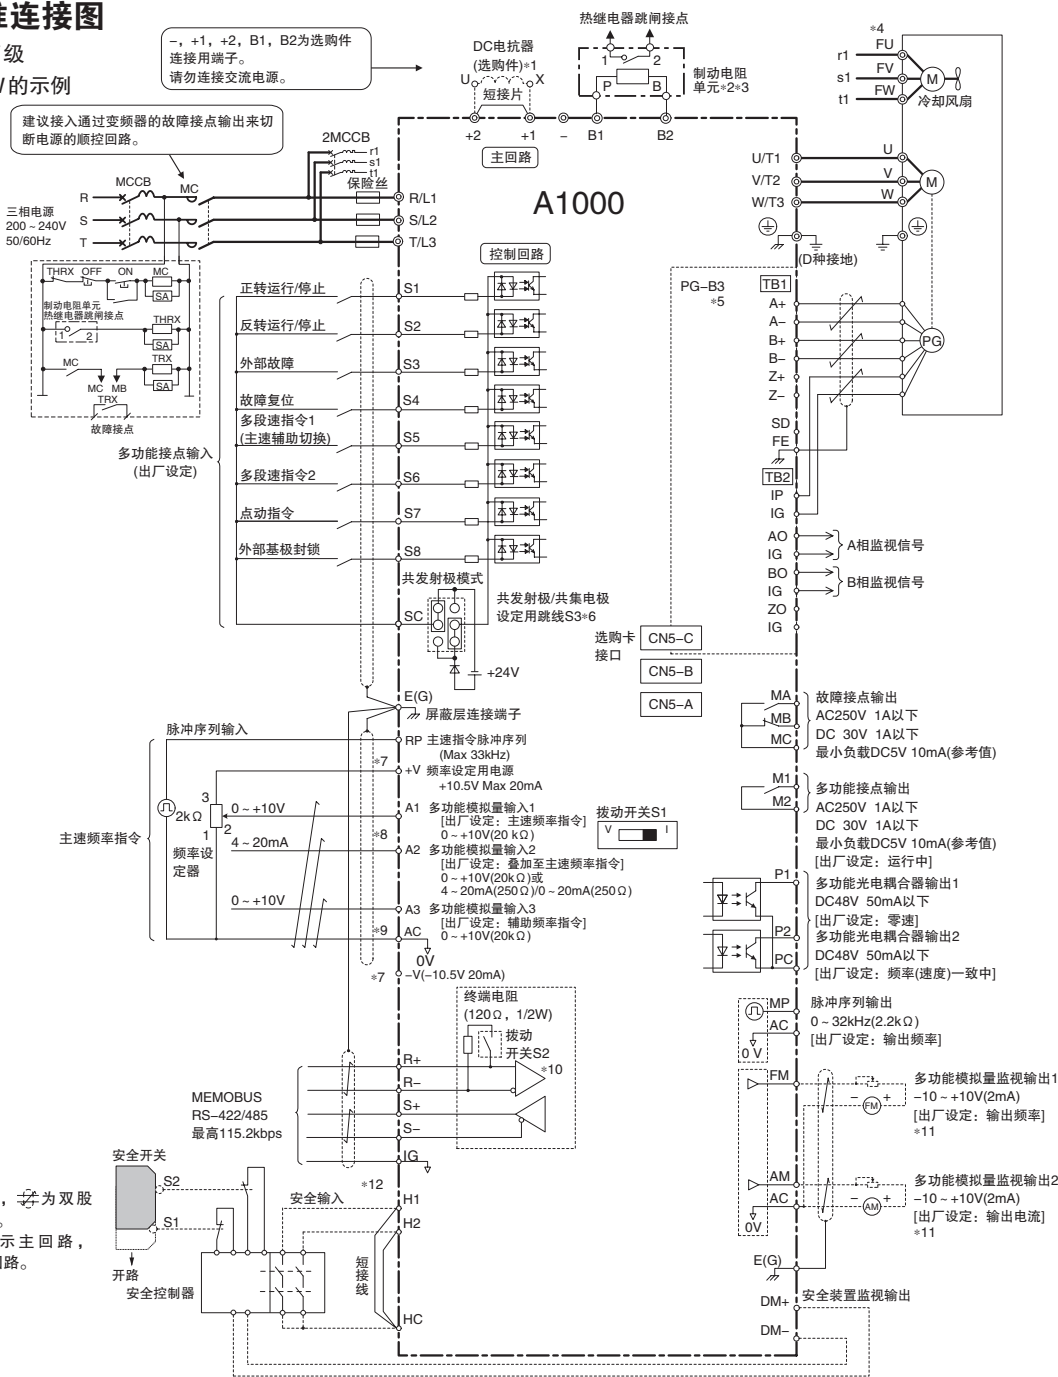 连接图
级
的示例
−，+1，+2，B1，B2为选购件
连接用端子。
请勿连接交流电源。
建议接入通过变频器的故障接点输出来切
断电源的顺控回路。
DC电抗器
(选购件)*1
U
X
短接片
热继电器跳闸接点
1
2
P
B
制动电阻
单元*2*3
+2
+1
−
B1
B2
主回路
*4
r1
FU
s1
FV
t1
FW
M
冷却风扇
2MCCB
r1
s1
t1
保险丝
MCCB
MC
R
S
T
三相电源
200~240V
50/60Hz
R/L1
S/L2
T/L3
A1000
U/T1
U
V/T2
V
W/T3
W
M
(D种接地)
THRX
OFF
ON
MC
SA
制动电阻单元
热继电器跳闸接点
1
2
THRX
SA
MC
TRX
MC
MB
SA
TRX
故障接点
控制回路
正转运行/停止
S1
反转运行/停止
S2
外部故障
S3
故障复位
S4
多段速指令1
(主速辅助切换)
S5
多段速指令2
S6
点动指令
S7
外部基极封锁
S8
多功能接点输入
(出厂设定)
共发射极模式
SC
共发射极/共集电极
设定用跳线S3*6
+24V
PG−B3
*5
TB1
A+
A−
B+
B−
Z+
Z−
SD
FE
TB2
IP
IG
AO
IG
BO
IG
ZO
IG
PG
A相监视信号
B相监视信号
选购卡
接口
CN5−C
CN5−B
CN5−A
E(G)
屏蔽层连接端子
脉冲序列输入
RP 主速指令脉冲序列
(Max 33kHz)
*7
+V 频率设定用电源
+10.5V Max 20mA
主速频率指令
2kΩ
3
2
1
频率设
定器
0~+10V
A1 多功能模拟量输入1
[出厂设定：主速频率指令]
0~+10V(20 kΩ)
*8
4~20mA
A2 多功能模拟量输入2
[出厂设定：叠加至主速频率指令]
0~+10V(20kΩ)或
4~20mA(250Ω)/0~20mA(250Ω)
0~+10V
A3 多功能模拟量输入3
[出厂设定：辅助频率指令]
0~+10V(20kΩ)
*9
AC
0V
*7
−V(−10.5V 20mA)
拨动开关S1
V
I
MA
MB
MC
故障接点输出
AC250V 1A以下
DC 30V 1A以下
最小负载DC5V 10mA(参考值)
M1
M2
多功能接点输出
AC250V 1A以下
DC 30V 1A以下
最小负载DC5V 10mA(参考值)
[出厂设定：运行中]
P1
多功能光电耦合器输出1
DC48V 50mA以下
[出厂设定：零速]
P2
PC
多功能光电耦合器输出2
DC48V 50mA以下
[出厂设定：频率(速度)一致中]
MP
AC
0 V
脉冲序列输出
0~32kHz(2.2kΩ)
[出厂设定：输出频率]
FM
− +
FM
多功能模拟量监视输出1
−10~+10V(2mA)
[出厂设定：输出频率]
*11
AM
AC
0V
− +
AM
多功能模拟量监视输出2
−10~+10V(2mA)
[出厂设定：输出电流]
*11
E(G)
终端电阻
(120Ω，1/2W)
拨动
开关S2
*10
R+
R−
S+
S−
IG
MEMOBUS
RS−422/485
最高115.2kbps
*12
安全开关
S2
S1
开路
安全控制器
安全输入
H1
H2
HC
短接线
DM+
DM−
安全装置监视输出
，为双股
。
示主回路，
回路。